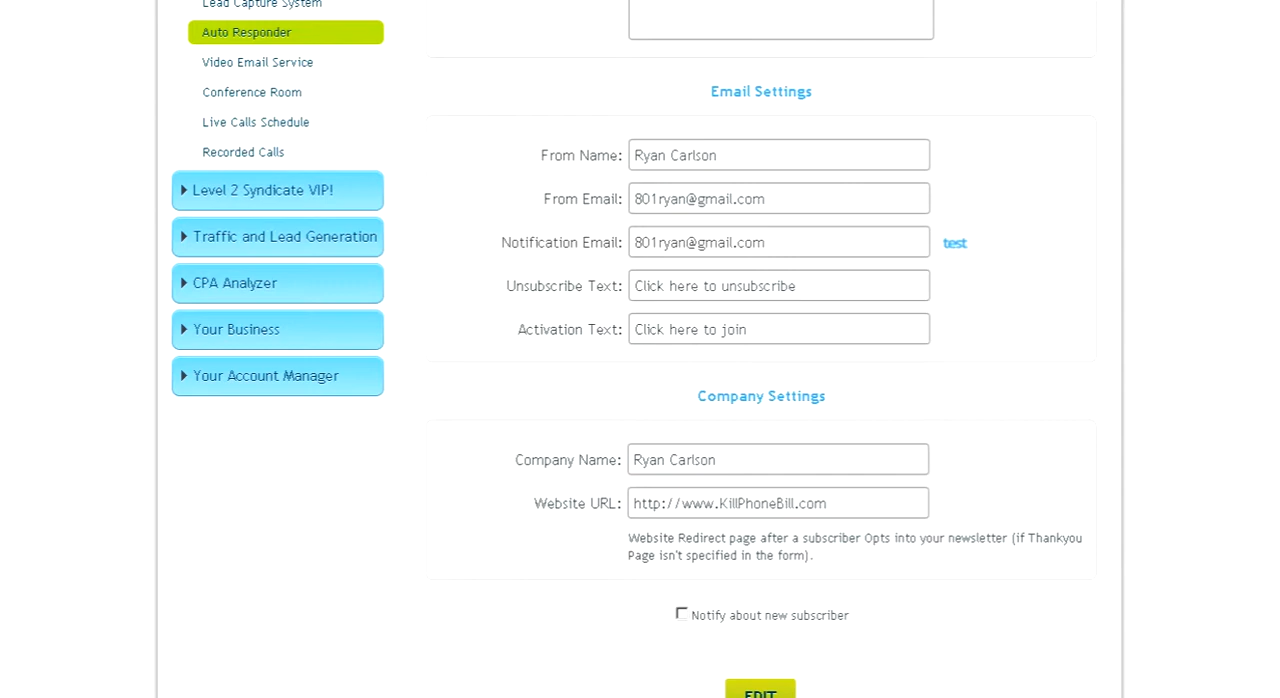 Lead Capture System
Auto Responder
Video Email Service
Conference Room
Live Calls Schedule
Recorded Calls
Level 2 Syndicate VIP!
Traffic and Lead Generation
CPA Analyzer
Your Business
Your Account Manager
Email Settings
From Name: Ryan Carlson
From Email: 801ryan@gmail.com
Notification Email: 801ryan@gmail.com test
Unsubscribe Text: Click here to unsubscribe
Activation Text: Click here to join
Company Settings
Company Name: Ryan Carlson
Website URL: http://www.KillPhoneBill.com
Website Redirect page after a subscriber Opts into your newsletter (if Thankyou
Page isn't specified in the form).
Notify about new subscriber
EDIT